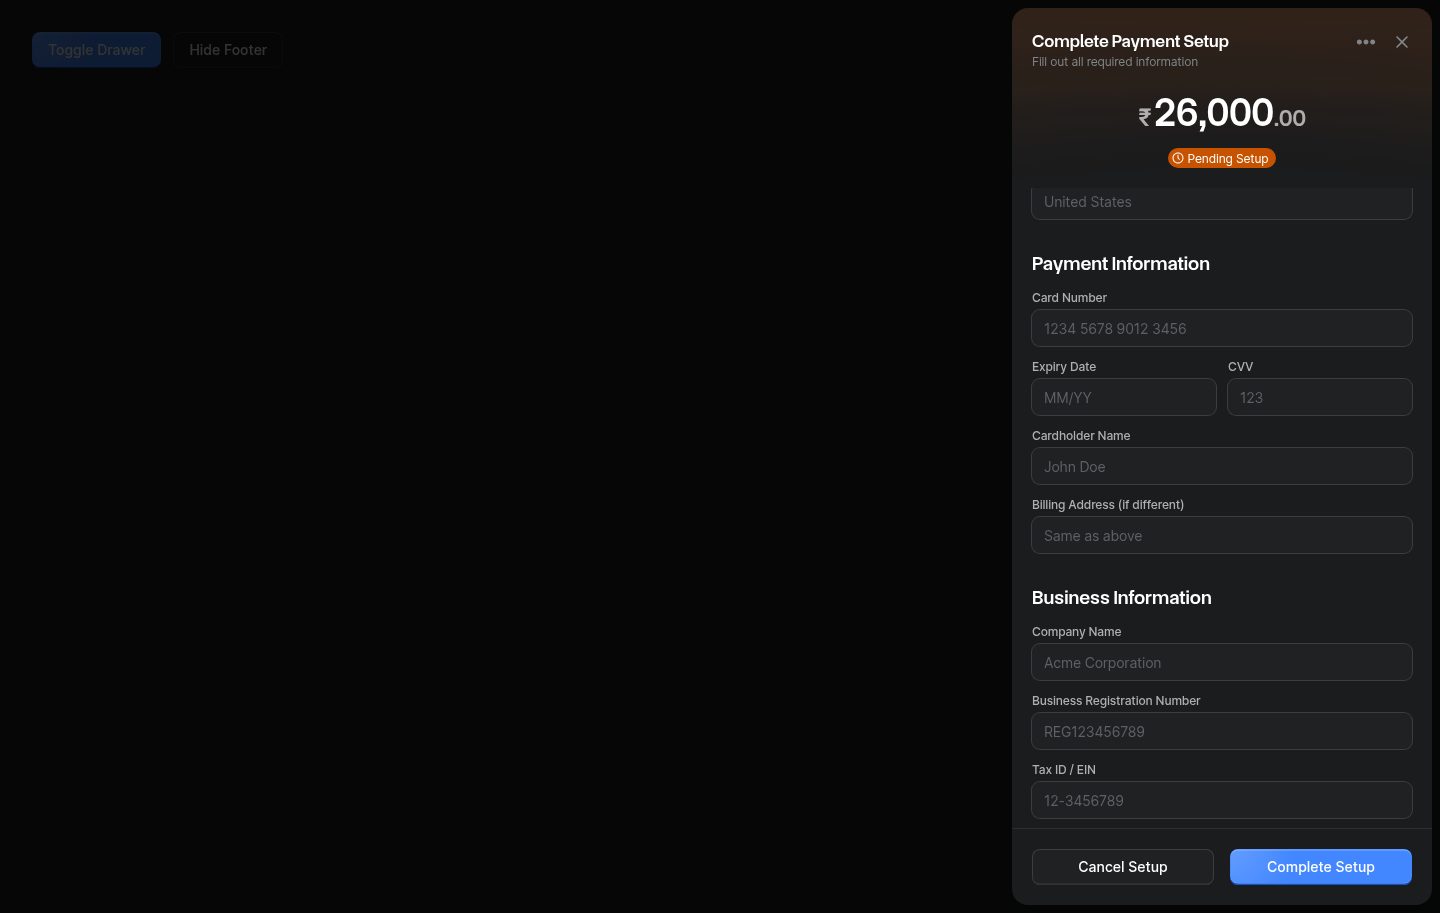 Toggle Drawer
Hide Footer
Complete Payment Setup
Fill out all required information
₹26,000.00
Pending Setup
United States
Payment Information
Card Number
1234 5678 9012 3456
Expiry Date
CVV
MM/YY
123
Cardholder Name
John Doe
Billing Address (if different)
Same as above
Business Information
Company Name
Acme Corporation
Business Registration Number
REG123456789
Tax ID / EIN
12-3456789
Cancel Setup
Complete Setup